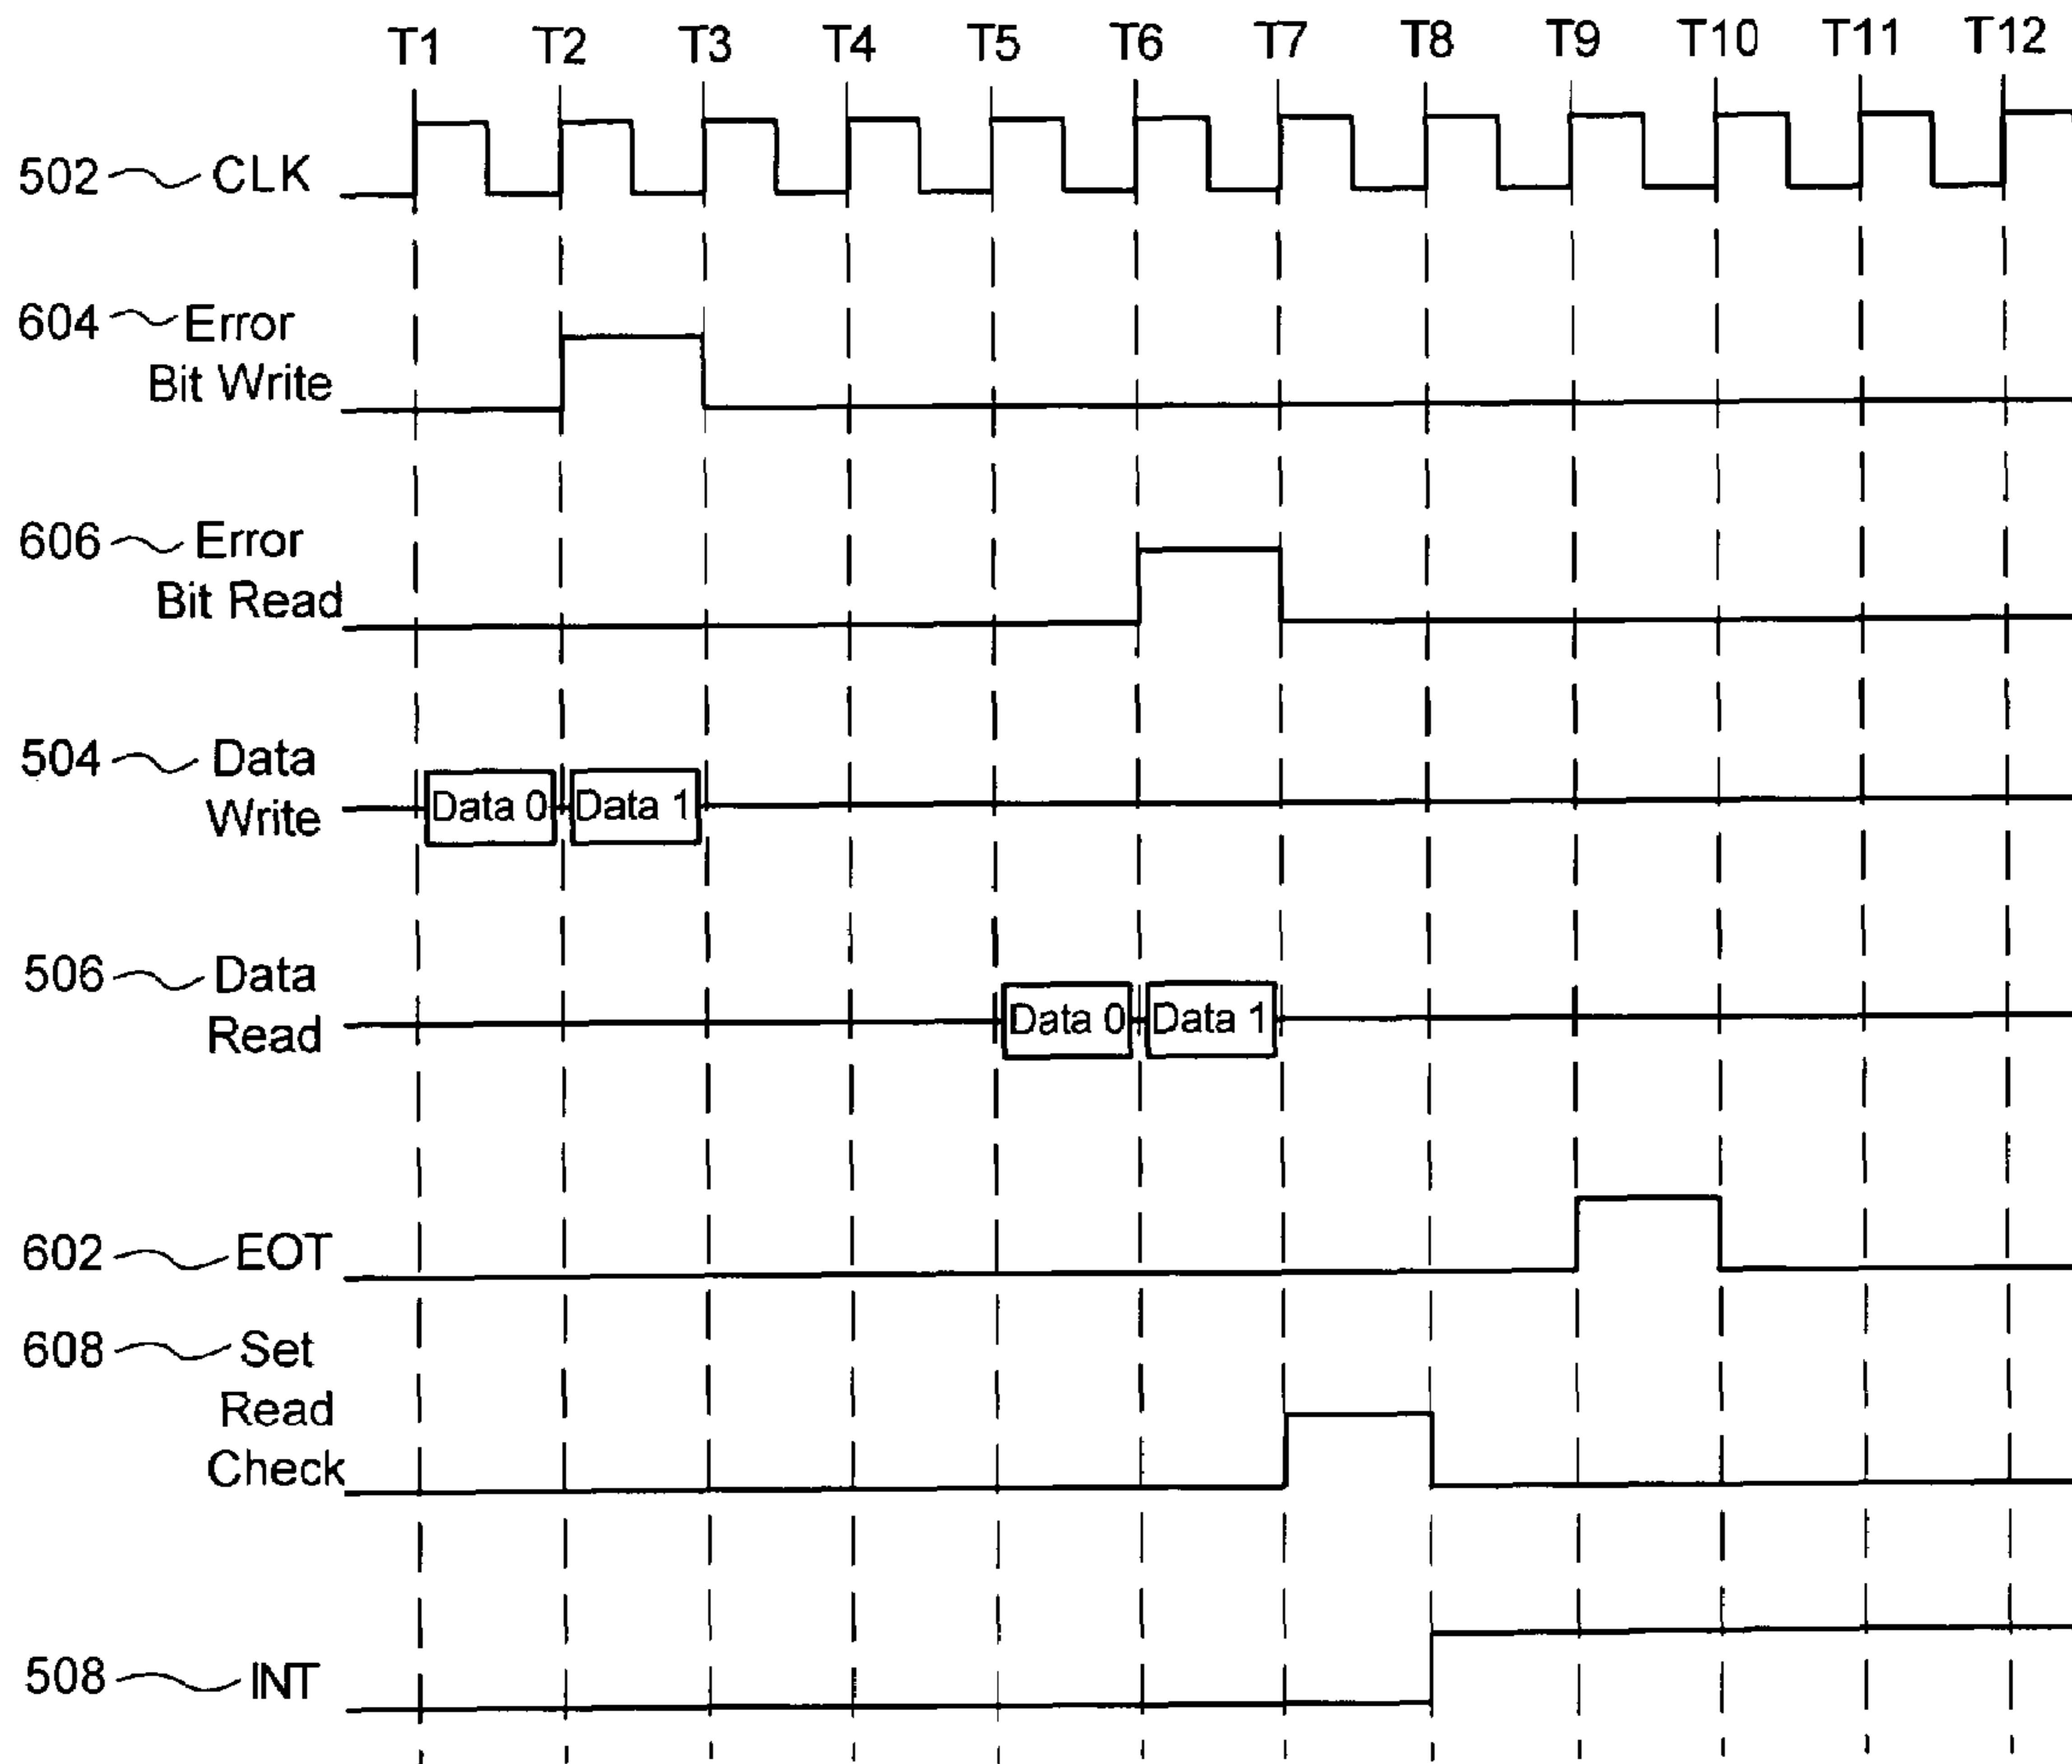 T1 T2 T3 T4 T5 T6 T7 T8 T9 T10 T11 T12
502 CLK
604 Error
Bit Write
606 Error
Bit Read
504 Data
Write
Data 0 Data 1
506 Data
Read
Data 0 Data 1
602 EOT
608 Set
Read
Check
508 INT